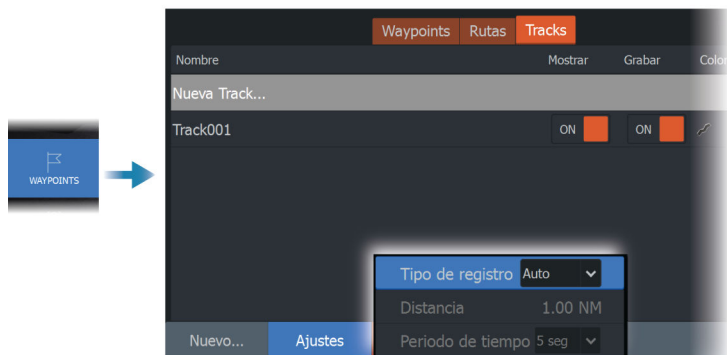 Waypoints Rutas Tracks
Nombre Mostrar Grabar Color
Nueva Track...
Track001 ON ON
WAYPOINTS
Tipo de registro Auto
Distancia 1.00 NM
Nuevo... Ajustes Periodo de tiempo 5 seg